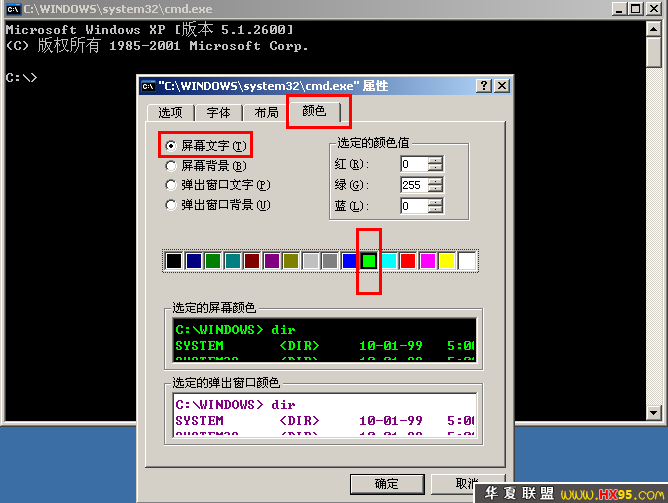 C:\WINDOWS\system32\cmd.exe
Microsoft Windows XP [版本 5.1.2600]
(C) 版权所有 1985-2001 Microsoft Corp.
C:\>
"C:\WINDOWS\system32\cmd.exe" 属性
选项 字体 布局 颜色
屏幕文字(T)
屏幕背景(B)
弹出窗口文字(P)
弹出窗口背景(U)
选定的颜色值
红(R): 0
绿(G): 255
蓝(L): 0
选定的屏幕颜色
C:\WINDOWS> dir
SYSTEM <DIR> 10-01-99 5:00
SYSTEM32 <DIR> 10-01-99 5:00
选定的弹出窗口颜色
C:\WINDOWS> dir
SYSTEM <DIR> 10-01-99 5:00
SYSTEM32 <DIR> 10-01-99 5:00
确定 取消
华夏联盟 www.HX95.com